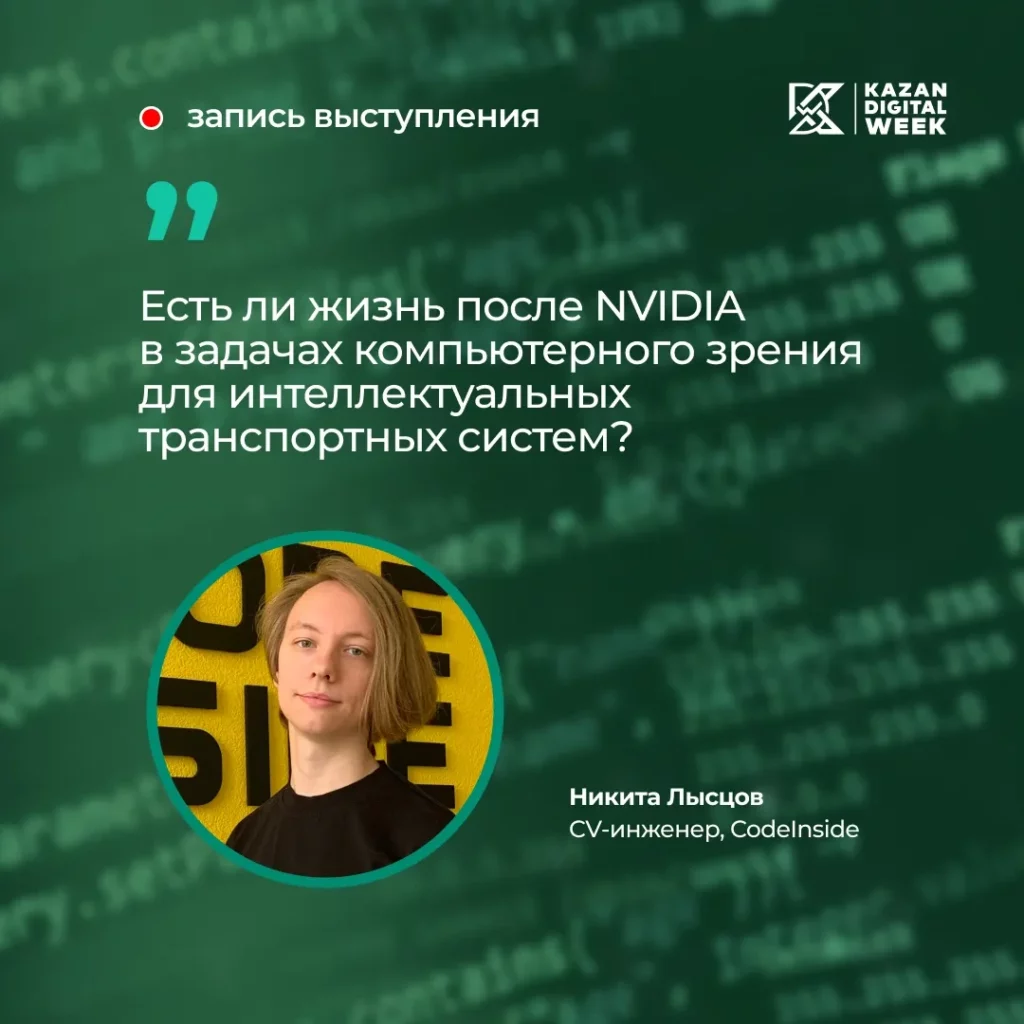 запись выступления
KAZAN
DIGITAL
WEEK
”
Есть ли жизнь после NVIDIA
в задачах компьютерного зрения
для интеллектуальных
транспортных систем?
Никита Лысцов
CV-инженер, CodeInside